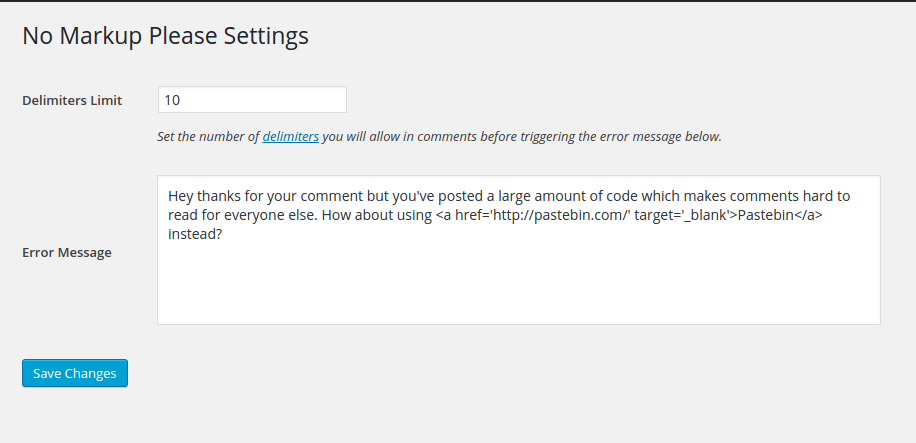 No Markup Please Settings
Delimiters Limit
10
Set the number of delimiters you will allow in comments before triggering the error message below.
Error Message
Hey thanks for your comment but you've posted a large amount of code which makes comments hard to
read for everyone else. How about using <a href='http://pastebin.com/' target='_blank'>Pastebin</a>
instead?
Save Changes